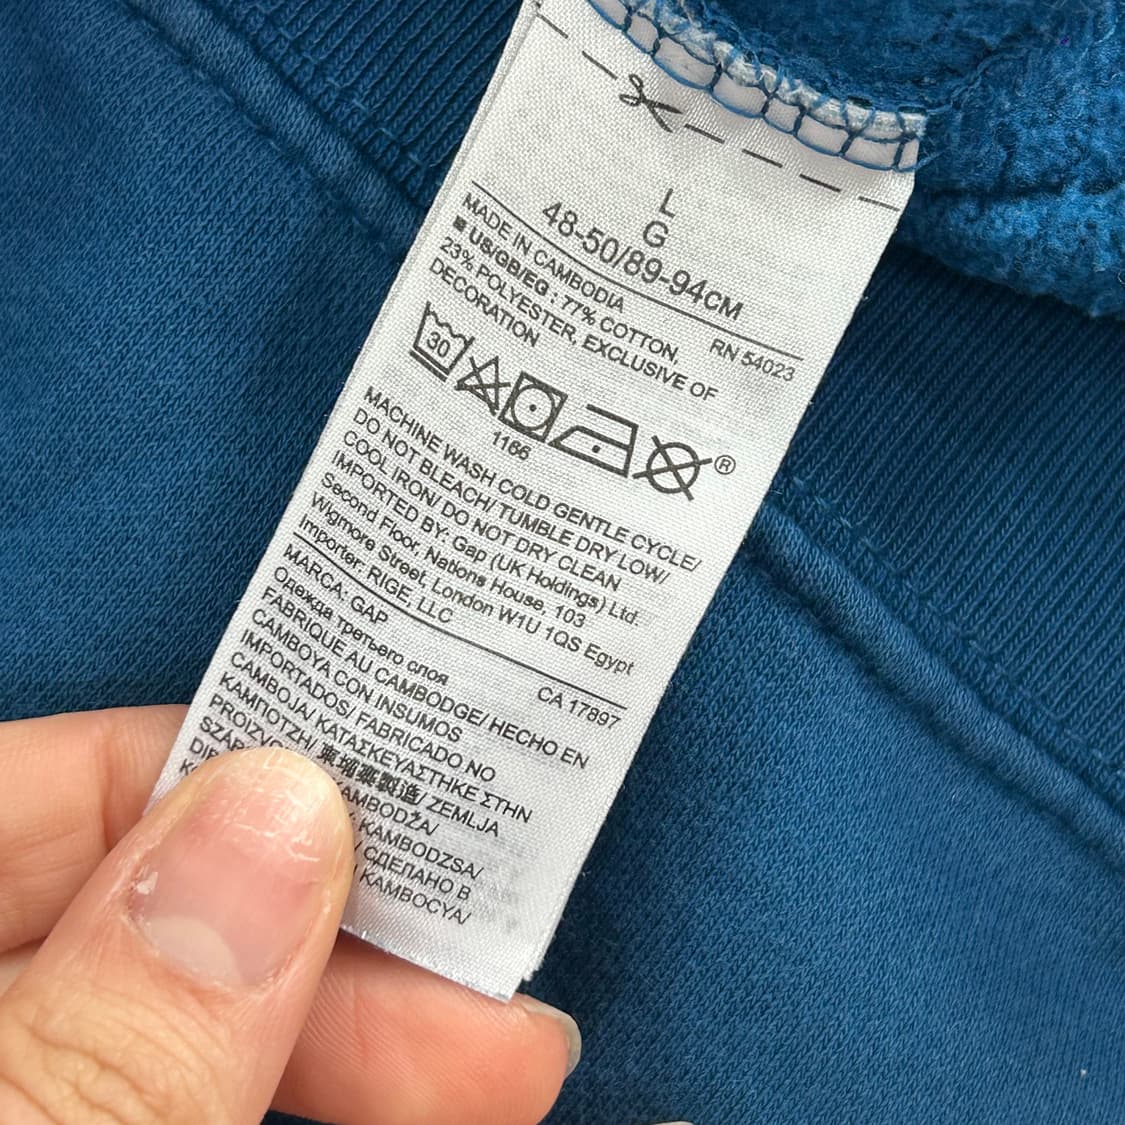 L
G
48-50/89-94CM
MADE IN CAMBODIA RN 54023
■ US/GB/EG : 77% COTTON,
23% POLYESTER, EXCLUSIVE OF
DECORATION
30
1166
®
MACHINE WASH COLD GENTLE CYCLE/
DO NOT BLEACH/ TUMBLE DRY LOW/
COOL IRON/ DO NOT DRY CLEAN
IMPORTED BY: Gap (UK Holdings) Ltd.
Second Floor, Nations House, 103
Wigmore Street, London W1U 1QS Egypt
Importer: RIGE, LLC
MARCA: GAP CA 17897
Одежда третьего слоя
FABRIQUE AU CAMBODGE/ HECHO EN
CAMBOYA CON INSUMOS
IMPORTADOS/ FABRICADO NO
CAMBOJA/ ΚΑΤΑΣΚΕΥΑΣΤΗΚΕ ΣΤΗΝ
ΚΑΜΠΟΤΖΗ/ 柬埔寨製造/ ZEMLJA
KAMBODŽA/
KAMBODZSA/
СДЕЛАНО В
KAMBOCYA/